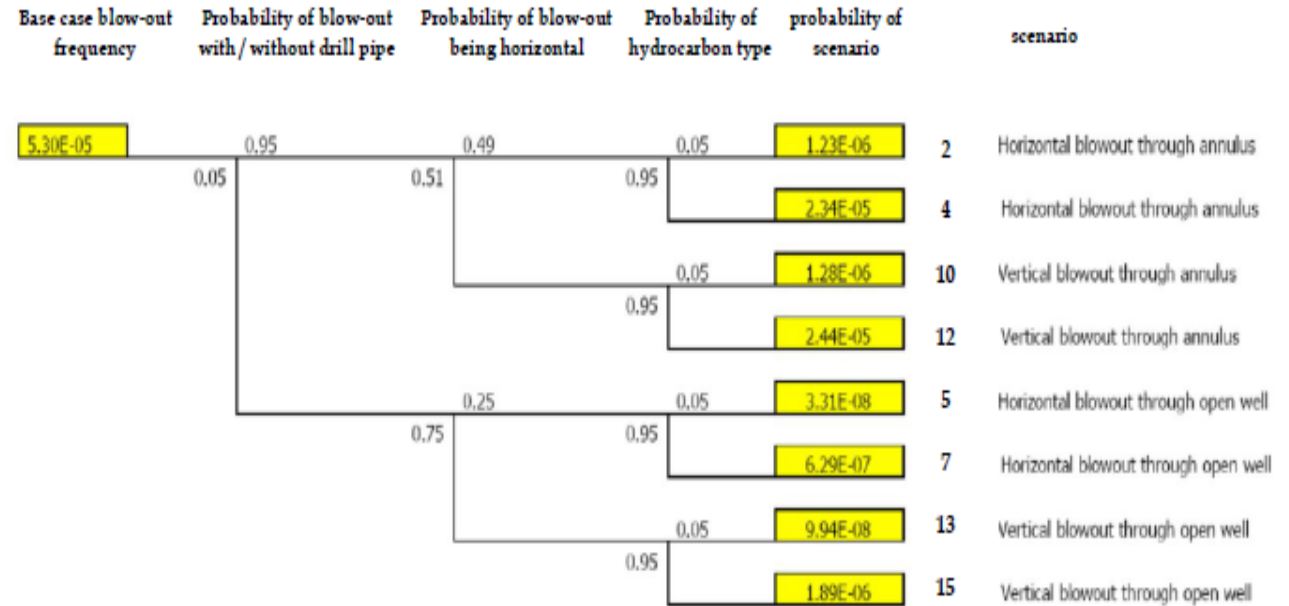 Base case blow-out Probability of blow-out Probability of blow-out Probability of probability of
frequency with / without drill pipe being horizontal hydrocarbon type scenario scenario
5.30E-05 0.95 0.49 0.05 1.23E-06 2 Horizontal blowout through annulus
0.05 0.51 0.95
2.34E-05 4 Horizontal blowout through annulus
0.05 1.28E-06 10 Vertical blowout through annulus
0.95
2.44E-05 12 Vertical blowout through annulus
0.25 0.05 3.31E-08 5 Horizontal blowout through open well
0.75 0.95
6.29E-07 7 Horizontal blowout through open well
0.05 9.94E-08 13 Vertical blowout through open well
0.95
1.89E-06 15 Vertical blowout through open well